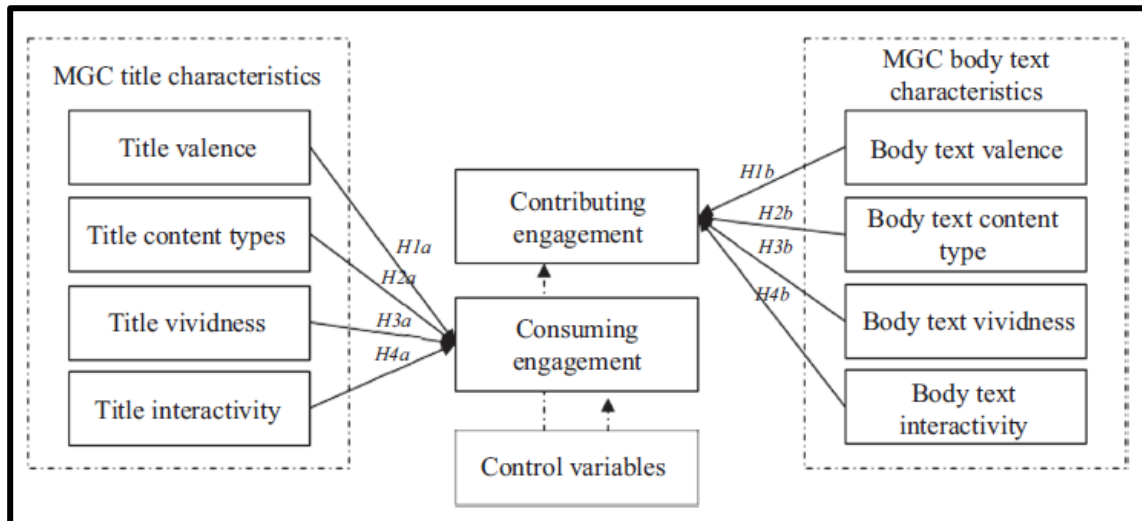 MGC title characteristics
Title valence
Title content types
Title vividness
Title interactivity
H1a
H2a
H3a
H4a
Contributing
engagement
Consuming
engagement
Control variables
H1b
H2b
H3b
H4b
MGC body text
characteristics
Body text valence
Body text content
type
Body text vividness
Body text
interactivity